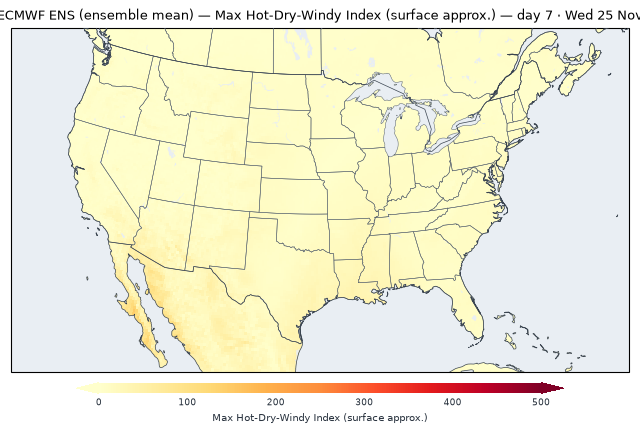 ECMWF ENS (ensemble mean) — Max Hot-Dry-Windy Index (surface approx.) — day 7 · Wed 25 Nov
0 100 200 300 400 500
Max Hot-Dry-Windy Index (surface approx.)